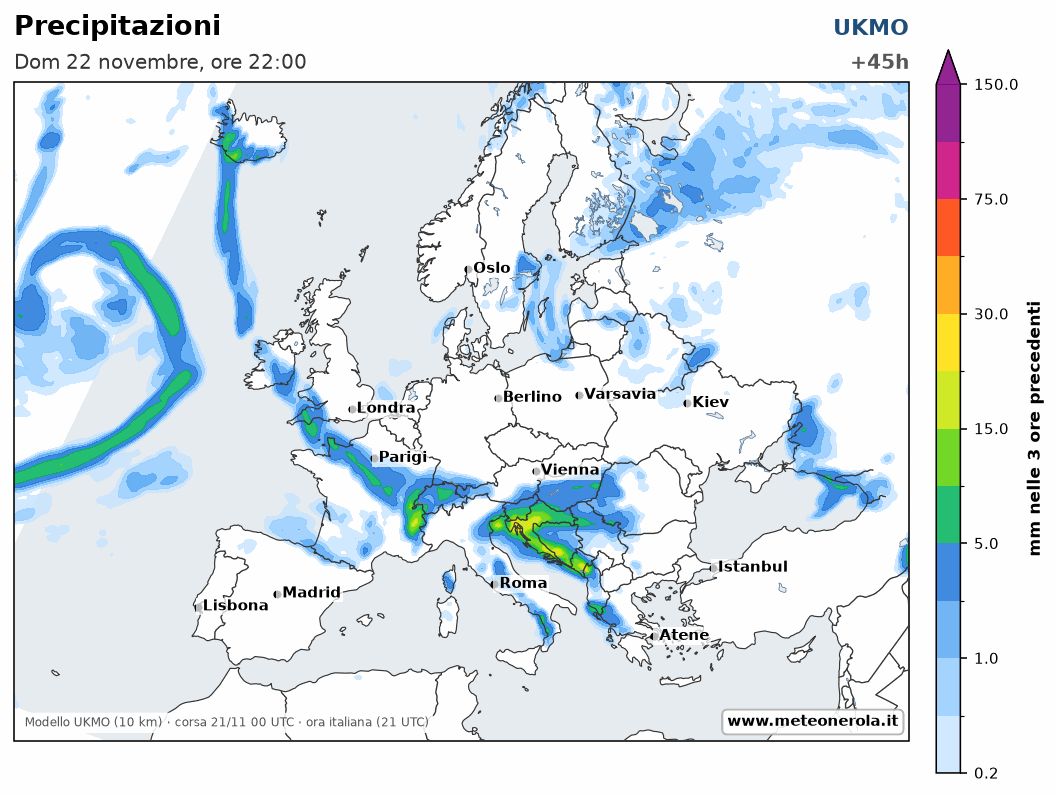 Precipitazioni
UKMO
Dom 22 novembre, ore 22:00
+45h
150.0
75.0
30.0
15.0
5.0
1.0
0.2
mm nelle 3 ore precedenti
Oslo
Londra
Berlino
Varsavia
Kiev
Parigi
Vienna
Roma
Istanbul
Madrid
Lisbona
Atene
Modello UKMO (10 km) · corsa 21/11 00 UTC · ora italiana (21 UTC)
www.meteonerola.it